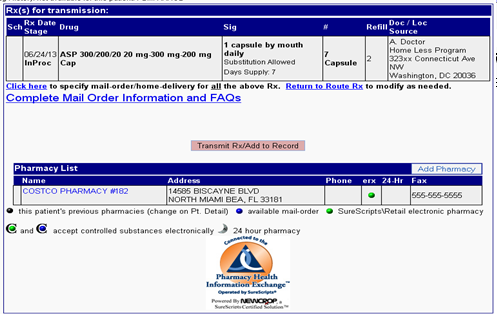 Rx(s) for transmission:
Sch Rx Date Stage Drug Sig # Refill Doc / Loc Source
06/24/13 InProc ASP 300/200/20 20 mg-300 mg-200 mg Cap 1 capsule by mouth daily Substitution Allowed Days Supply: 7 7 Capsule 2 A. Doctor Home Less Program 323xx Connecticut Ave NW Washington, DC 20036
Click here to specify mail-order/home-delivery for all the above Rx. Return to Route Rx to modify as needed.
Complete Mail Order Information and FAQs
Transmit Rx/Add to Record
Pharmacy List Add Pharmacy
Name Address Phone erx 24-Hr Fax
COSTCO PHARMACY #182 14585 BISCAYNE BLVD 555-555-5555
NORTH MIAMI BEA, FL 33181
this patient's previous pharmacies (change on Pt. Detail) available mail-order SureScripts\Retail electronic pharmacy
and accept controlled substances electronically 24 hour pharmacy
Connected to the
Pharmacy Health
Information Exchange™
Operated by SureScripts®
Powered By NEWCROP®
SureScripts Certified Solution™